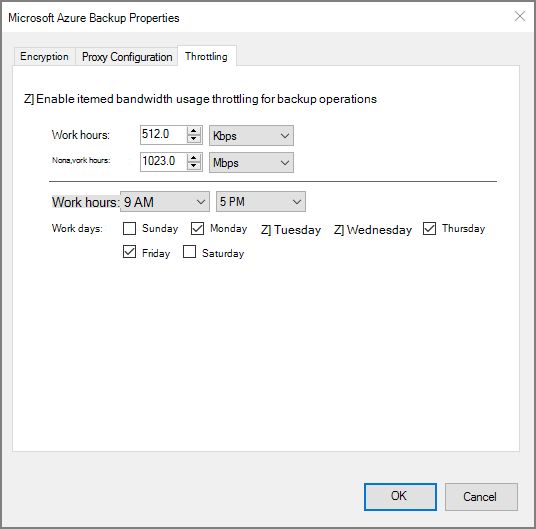 Microsoft Azure Backup Properties
Encryption Proxy Configuration Throttling
Z] Enable itemed bandwidth usage throttling for backup operations
Work hours: 512.0 Kbps
Nona,vork hours: 1023.0 Mbps
Work hours: 9 AM 5 PM
Work days: Sunday Monday Z] Tuesday Z] Wednesday Thursday
Friday Saturday
OK Cancel